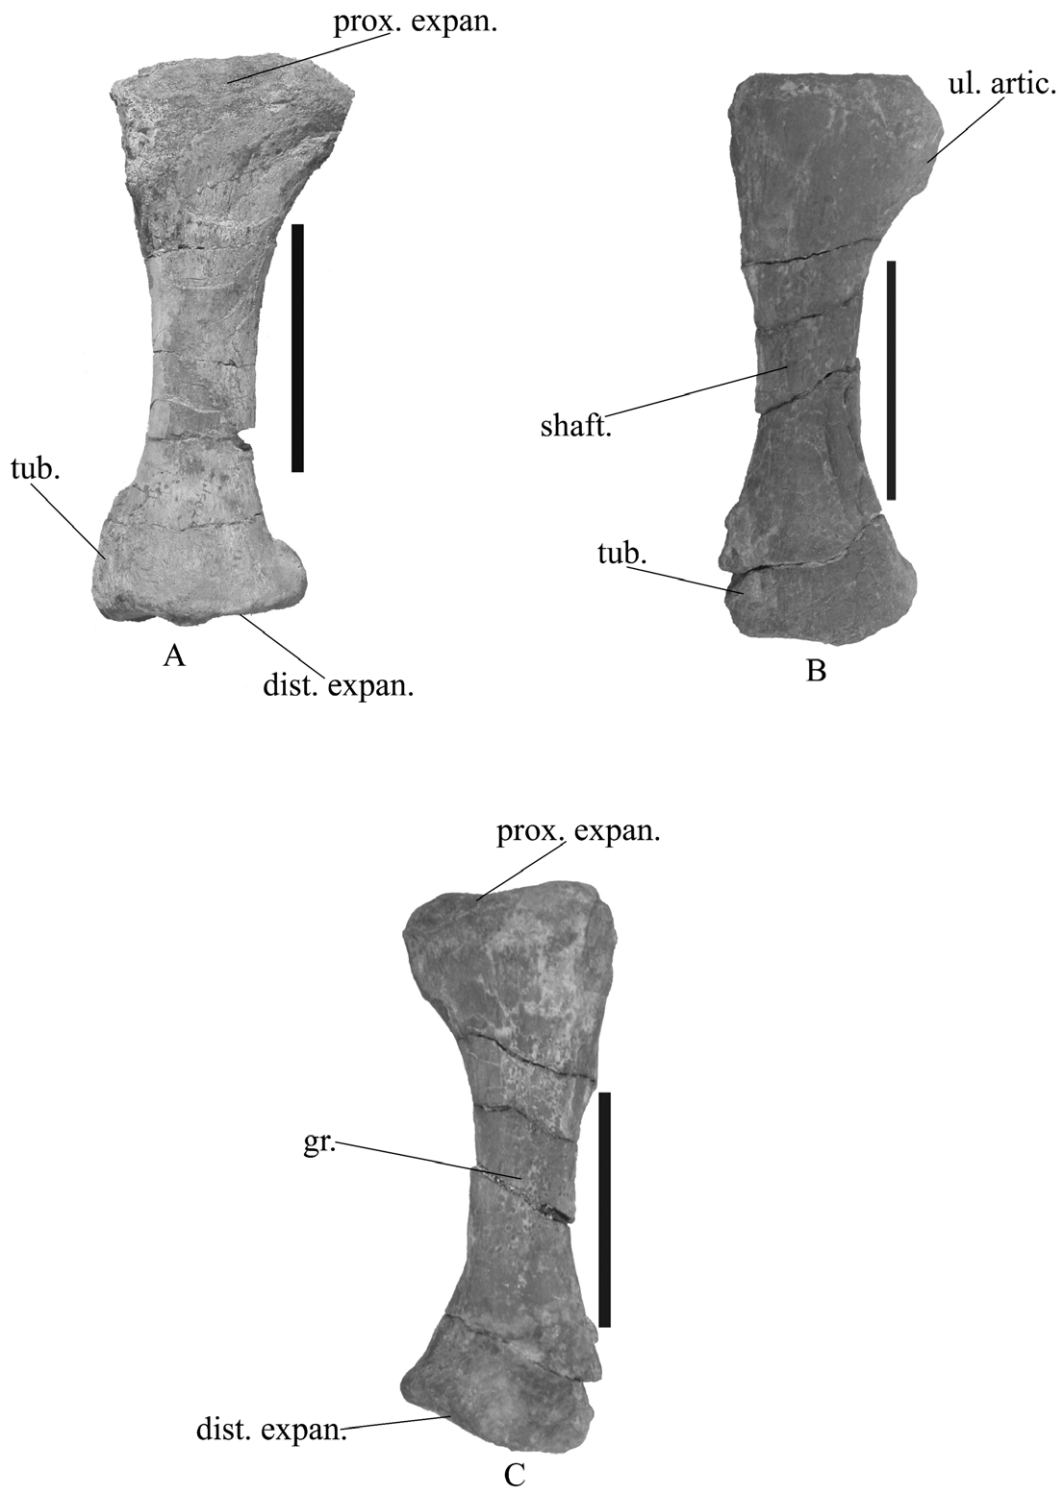 prox. expan.
ul. artic.
shaft.
tub.
tub.
A
B
dist. expan.
prox. expan.
gr.
dist. expan.
C